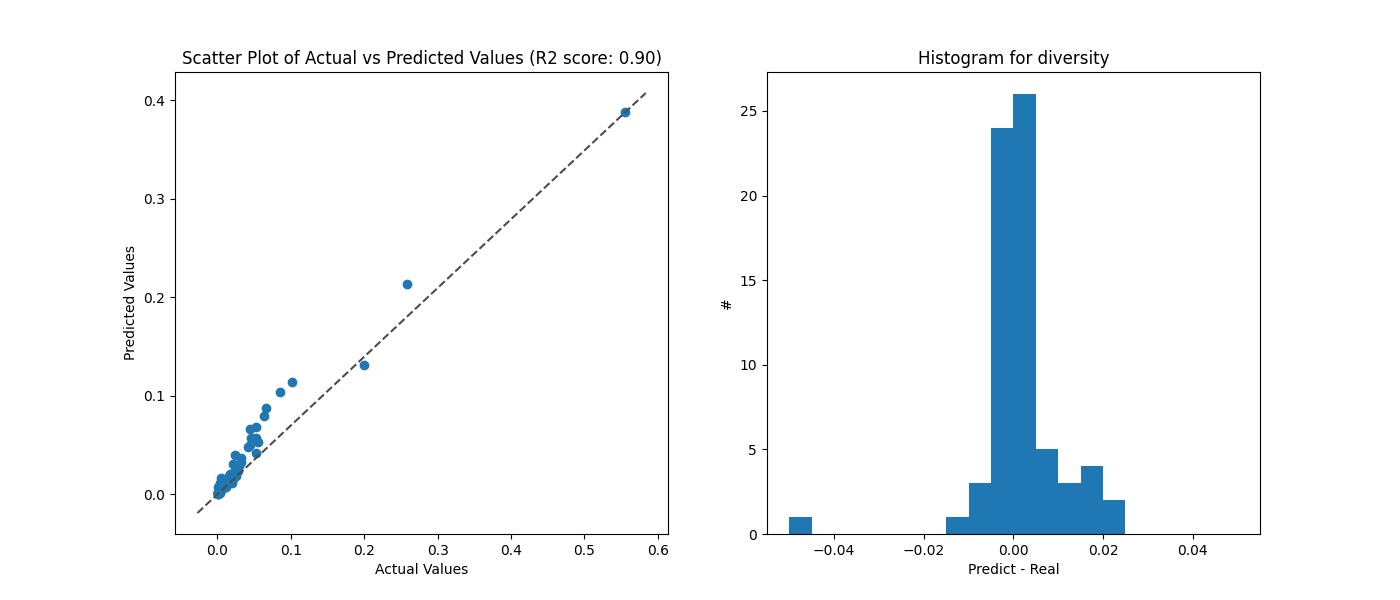 Scatter Plot of Actual vs Predicted Values (R2 score: 0.90)
Predicted Values
0.4
0.3
0.2
0.1
0.0
0.0 0.1 0.2 0.3 0.4 0.5 0.6
Actual Values
Histogram for diversity
#
25
20
15
10
5
0
−0.04 −0.02 0.00 0.02 0.04
Predict - Real